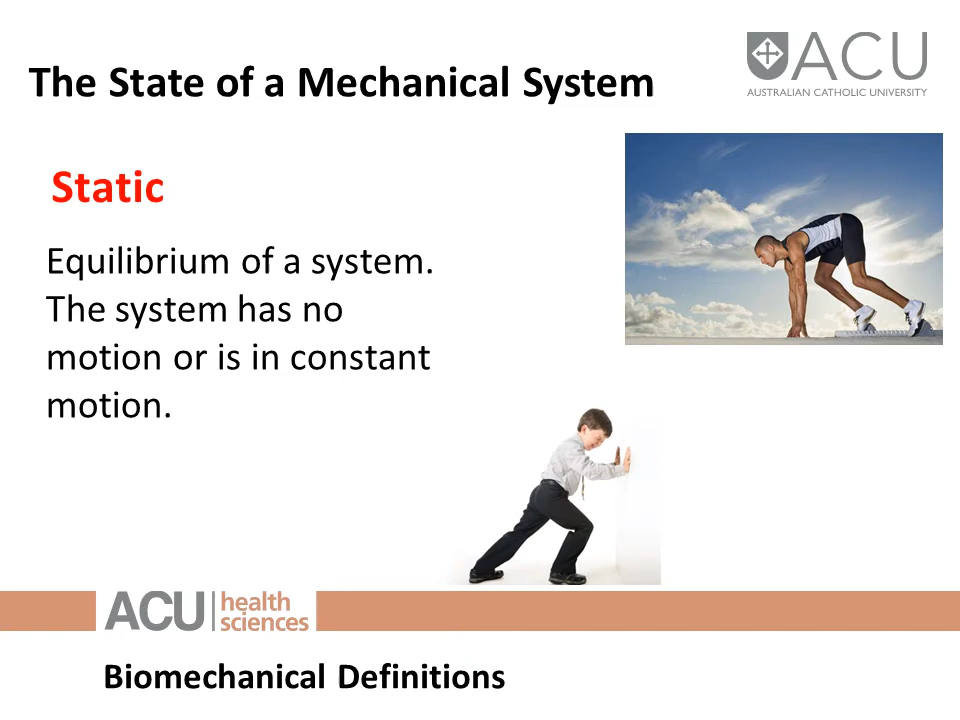 The State of a Mechanical System
ACU
AUSTRALIAN CATHOLIC UNIVERSITY
Static
Equilibrium of a system.
The system has no
motion or is in constant
motion.
ACU health
sciences
Biomechanical Definitions